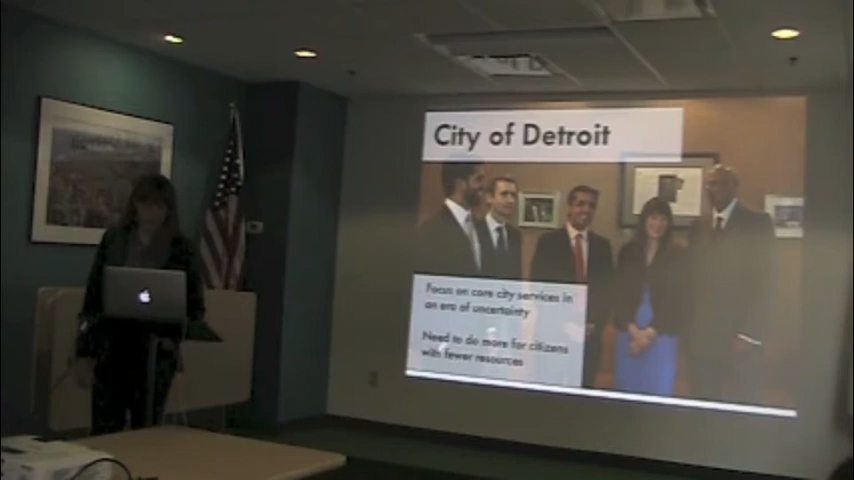 City of Detroit
Focus on core city services in
an era of uncertainty
Need to do more for citizens
with fewer resources